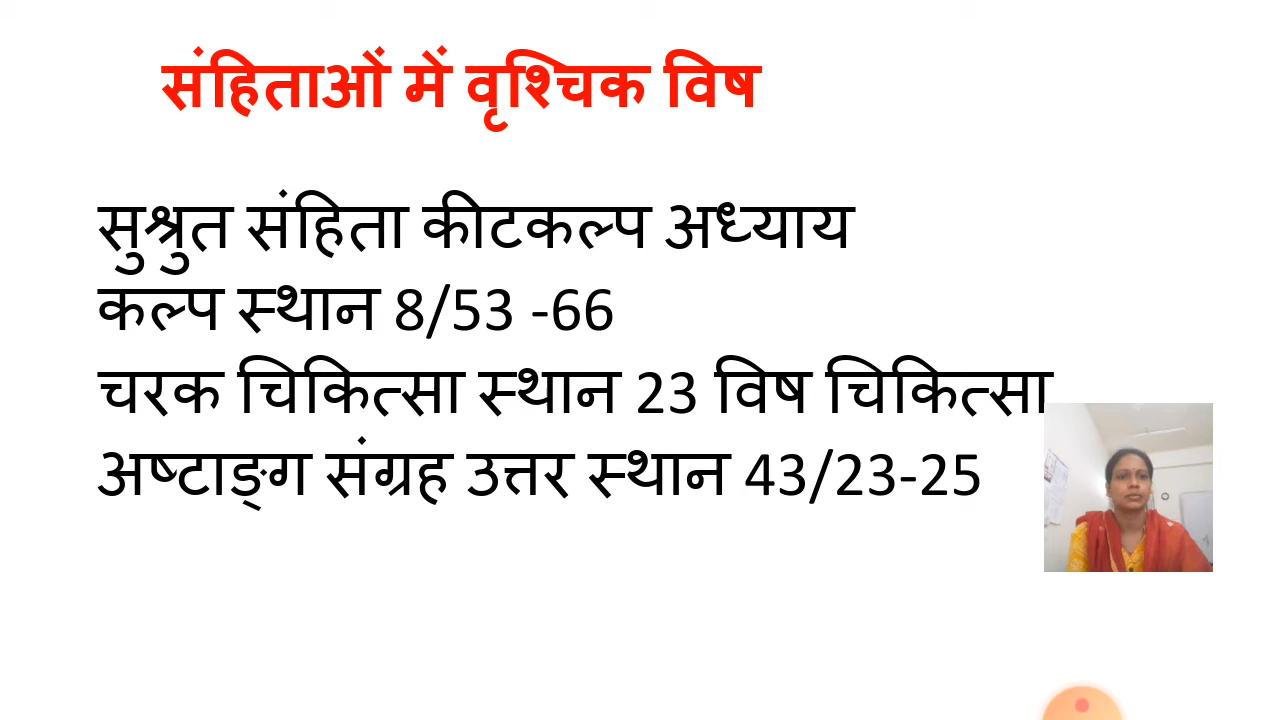 संहिताओं में वृश्चिक विष
सुश्रुत संहिता कीटकल्प अध्याय
कल्प स्थान 8/53 -66
चरक चिकित्सा स्थान 23 विष चिकित्सा
अष्टाङ्ग संग्रह उत्तर स्थान 43/23-25